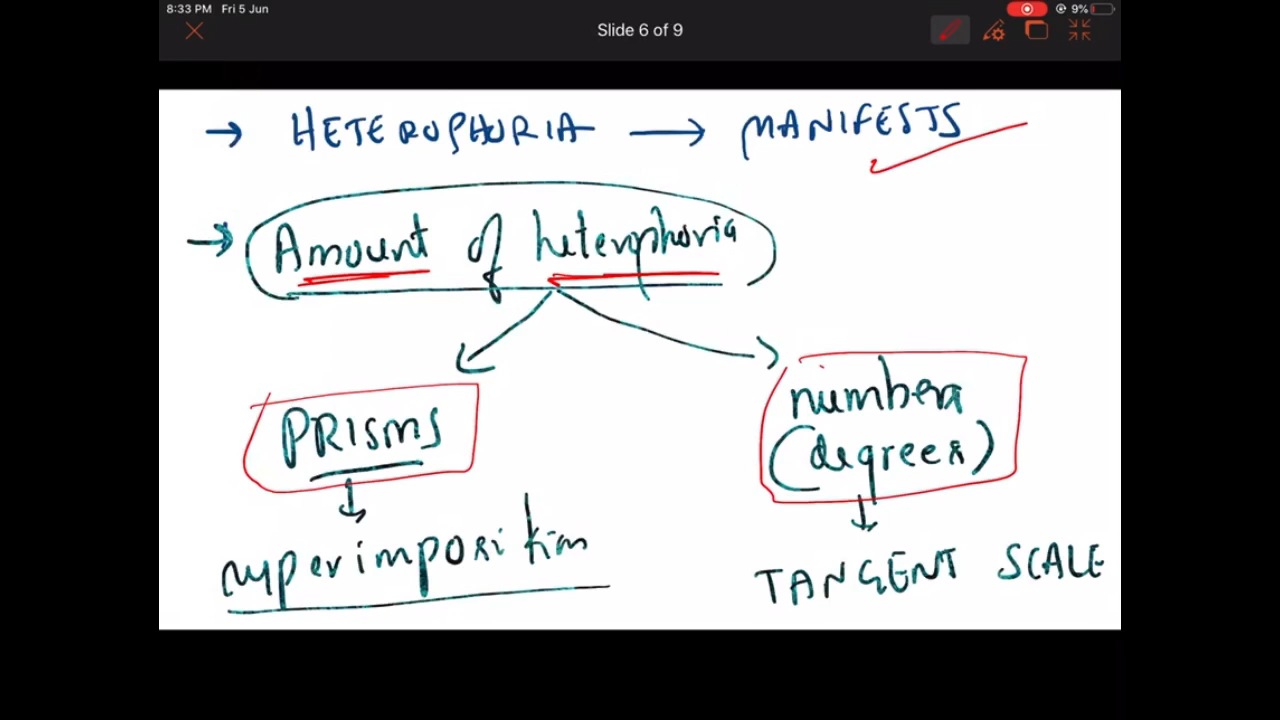 8:33 PM Fri 5 Jun
9%
Slide 6 of 9
→ HETEROPHORIA → MANIFESTS
→ Amount of heterophoria
PRISMS
numbers
(degrees)
superimposition
TANGENT SCALE